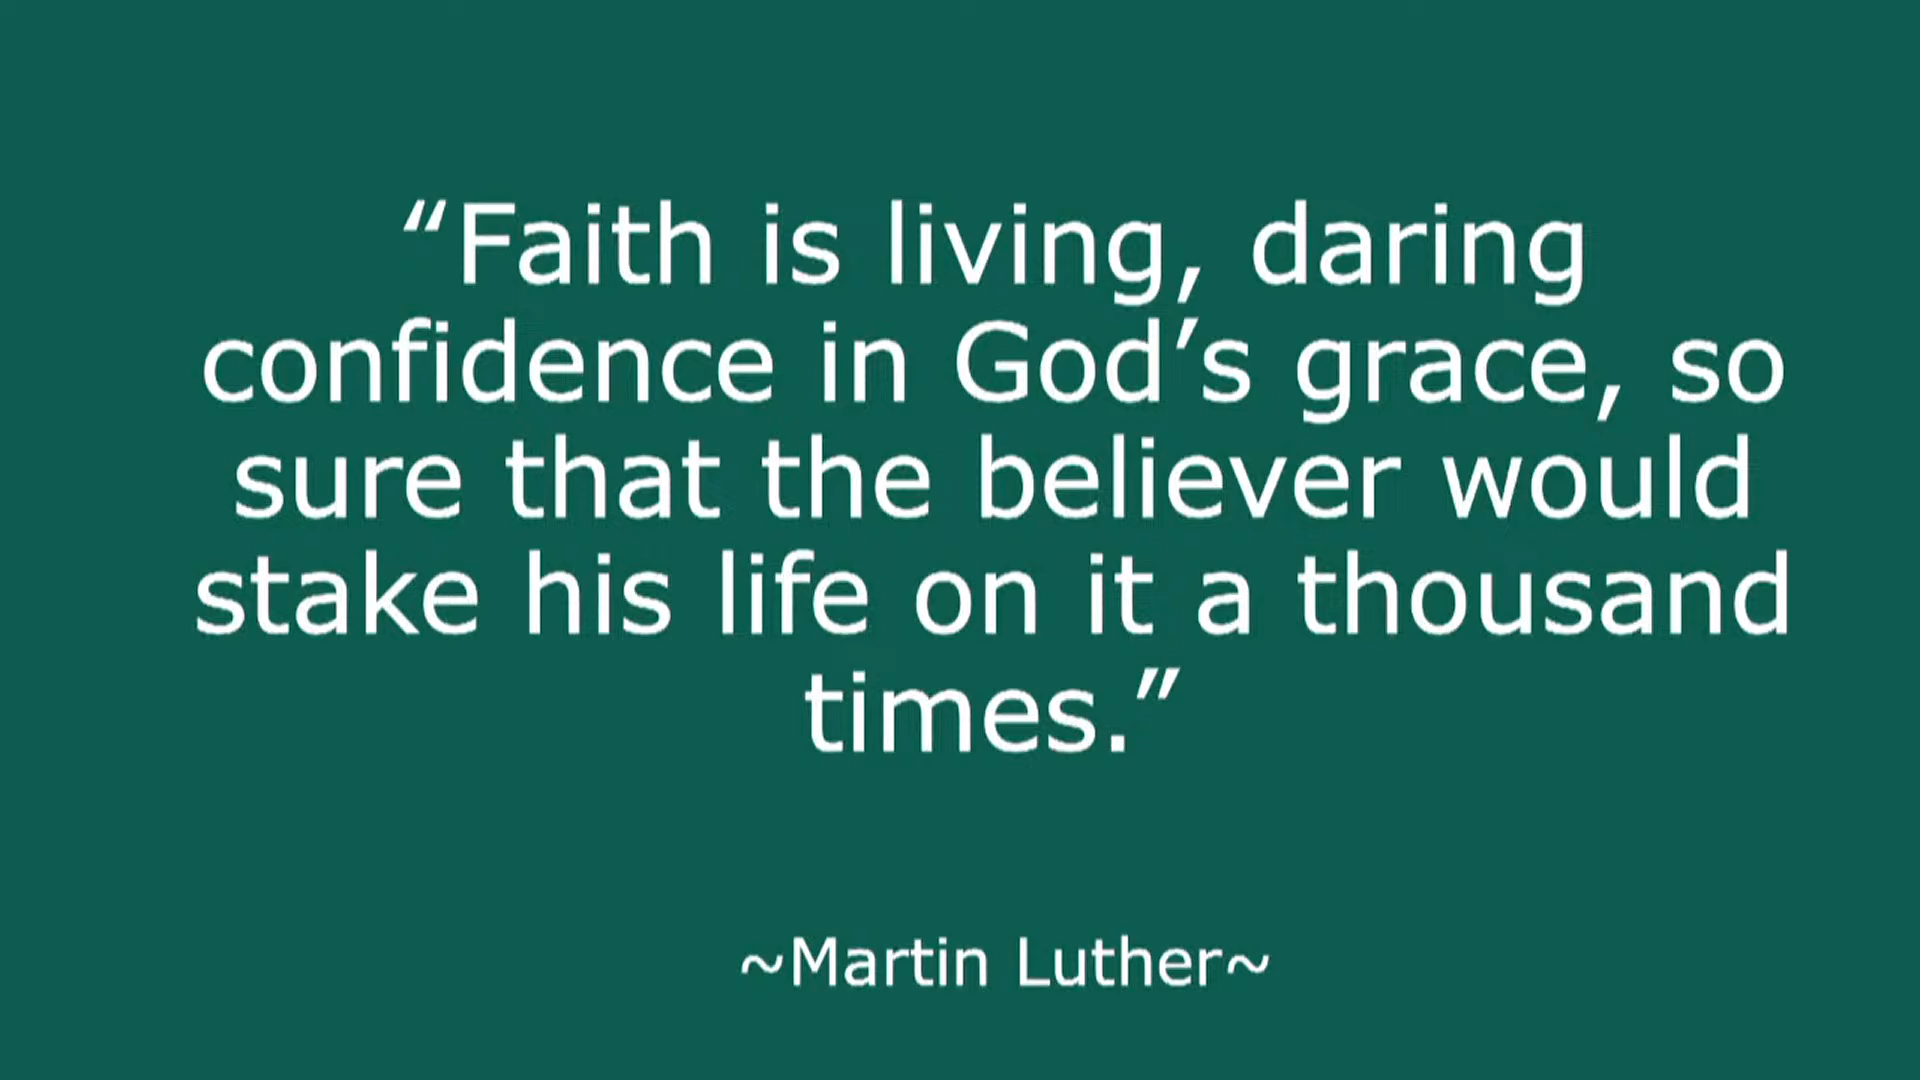 “Faith is living, daring
confidence in God’s grace, so
sure that the believer would
stake his life on it a thousand
times.”
~Martin Luther~